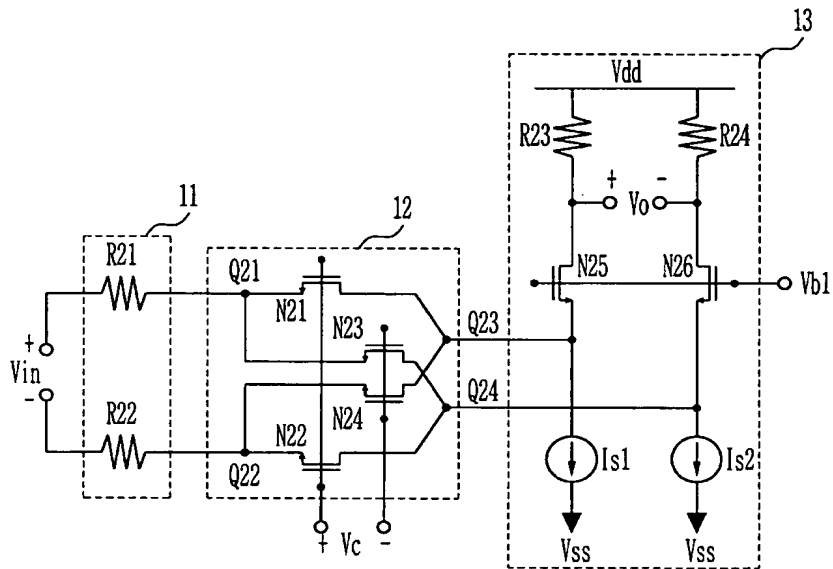 13
Vdd
R23
R24
+
-
Vo
11
12
R21
Q21
N25
N26
Vb1
N21
N23
Q23
+
Vin
-
R22
N24
Q24
N22
Q22
Is1
Is2
+
Vc
-
Vss
Vss